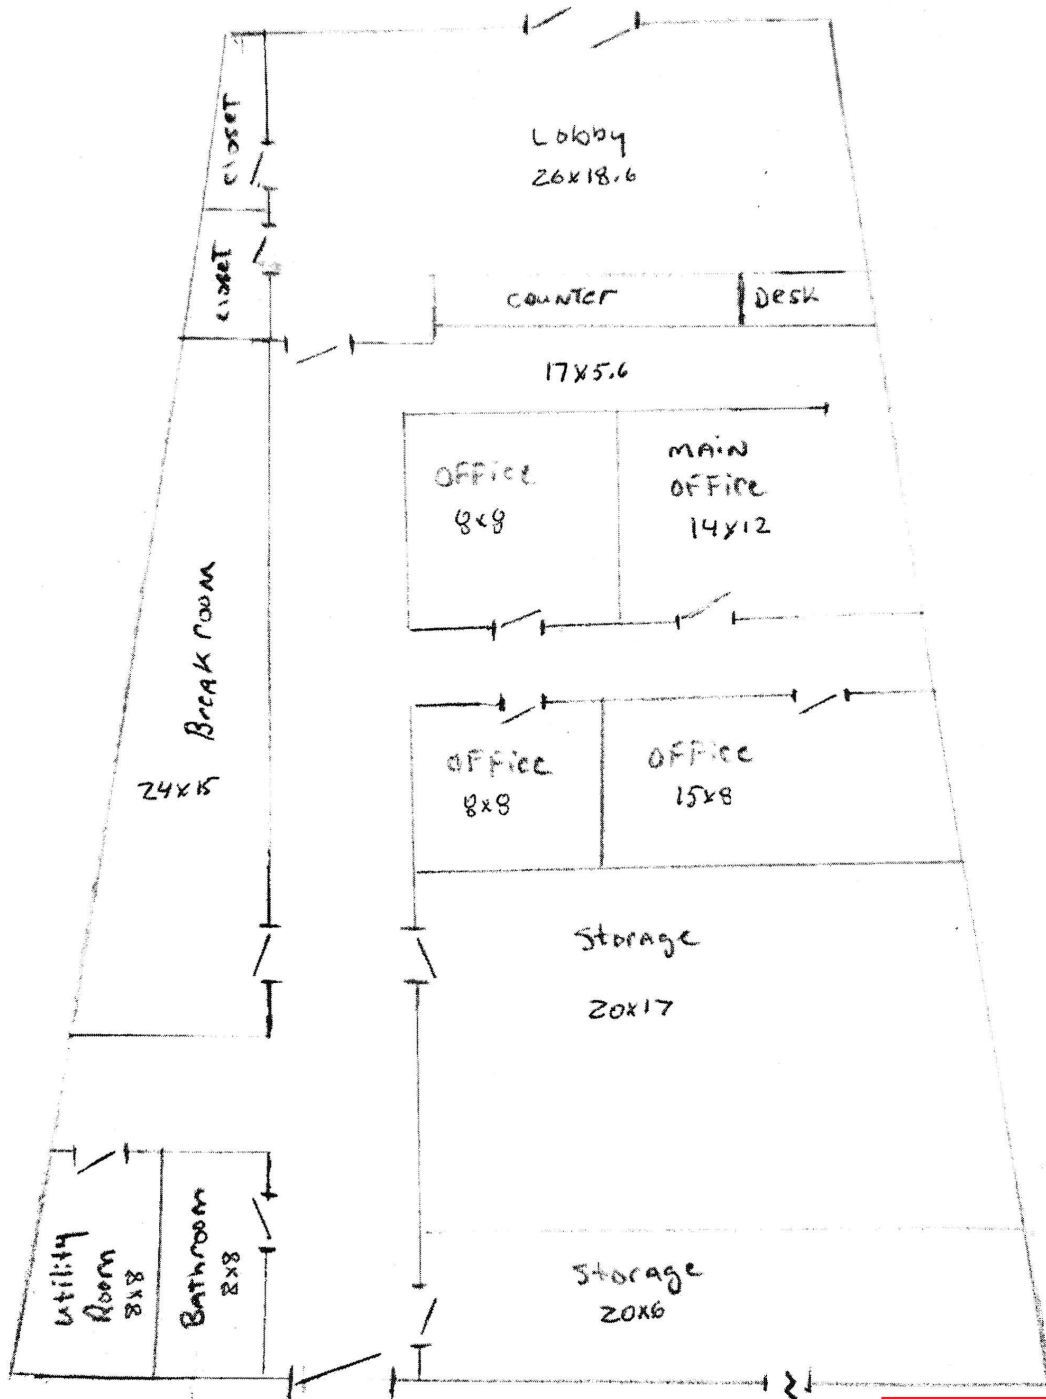 closet
Lobby
26x18.6
closet
counter
Desk
17x5.6
office
8x8
MAIN
office
14x12
Break room
24x15
office
8x8
office
15x8
Storage
20x17
utility
Room
8x8
Bathroom
8x8
Storage
20x6